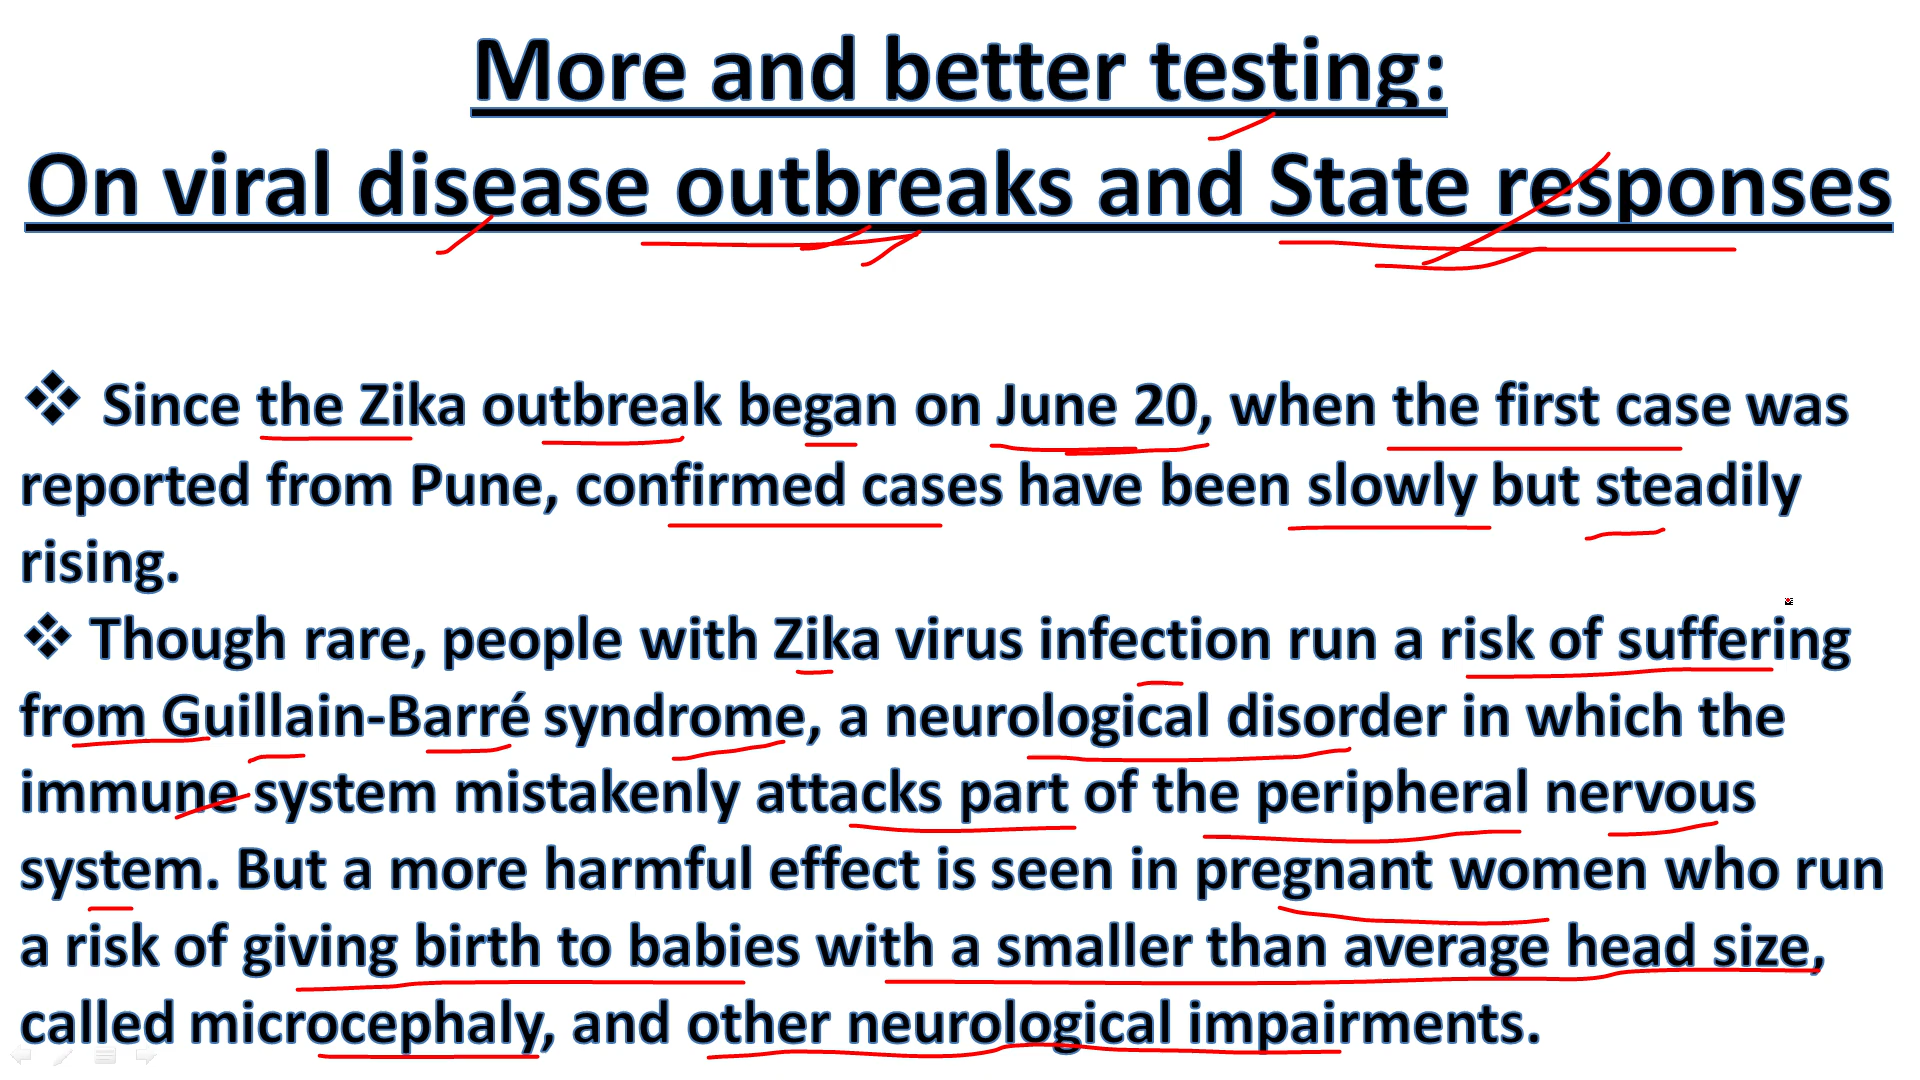 More and better testing:
On viral disease outbreaks and State responses
❖ Since the Zika outbreak began on June 20, when the first case was
reported from Pune, confirmed cases have been slowly but steadily
rising.
❖ Though rare, people with Zika virus infection run a risk of suffering
from Guillain-Barré syndrome, a neurological disorder in which the
immune system mistakenly attacks part of the peripheral nervous
system. But a more harmful effect is seen in pregnant women who run
a risk of giving birth to babies with a smaller than average head size,
called microcephaly, and other neurological impairments.